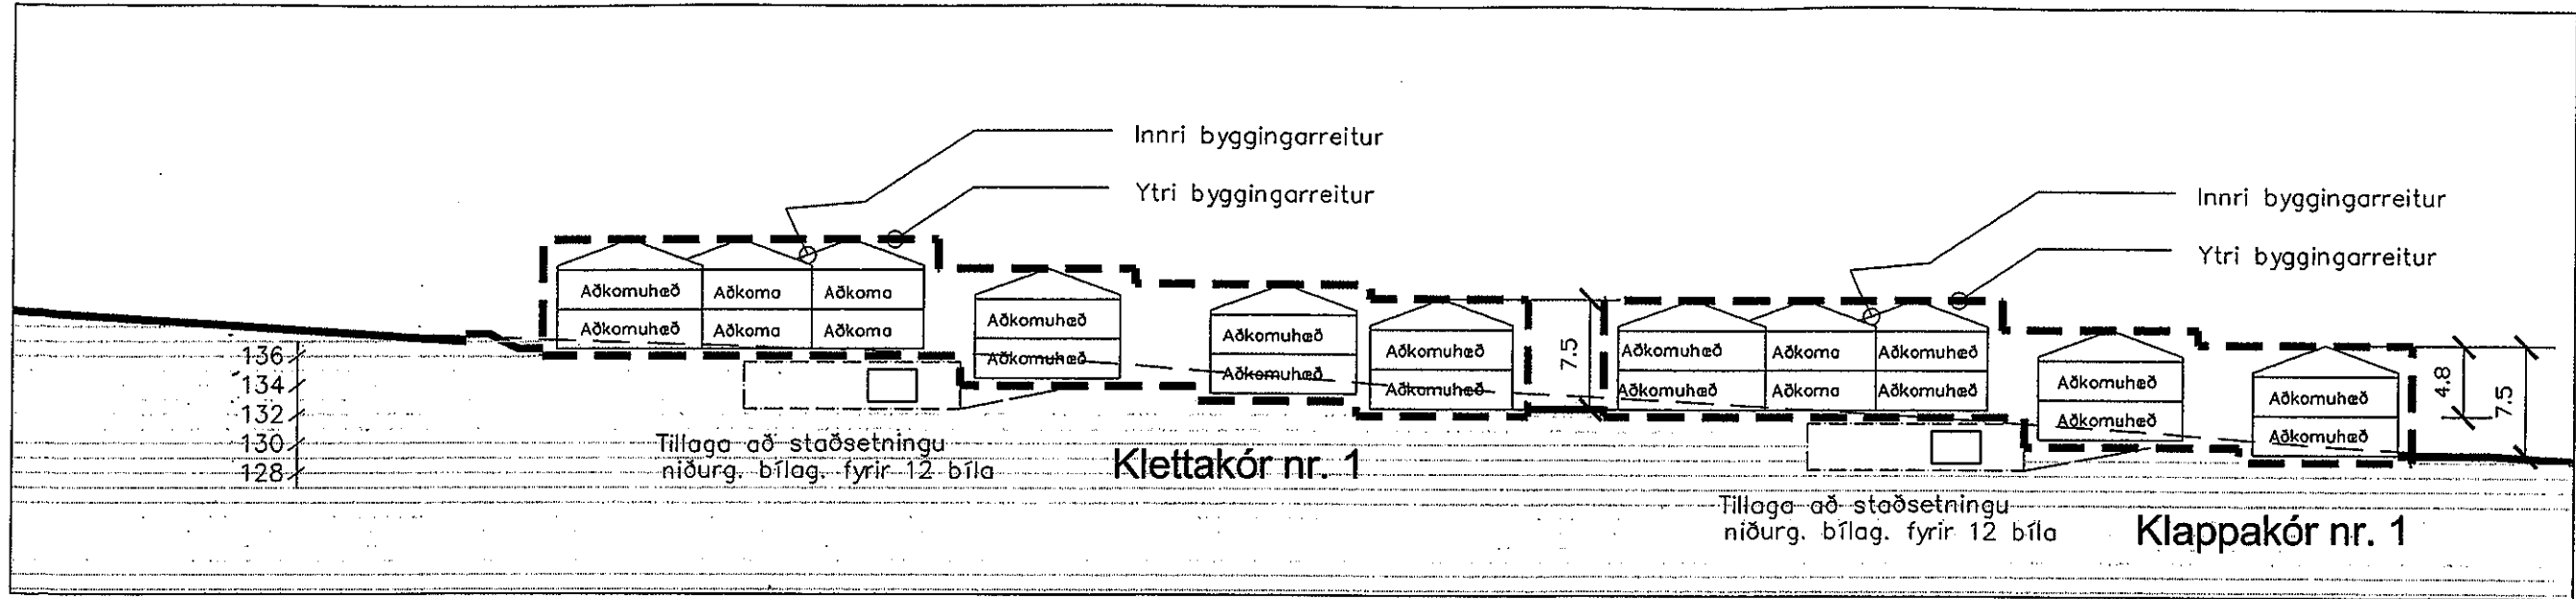 Innri byggingarreitur
Ytri byggingarreitur
Innri byggingarreitur
Ytri byggingarreitur
Aðkomuhæð Aðkoma Aðkoma
Aðkomuhæð Aðkoma Aðkoma
Aðkomuhæð
Aðkomuhæð
Aðkomuhæð
Aðkomuhæð
Aðkomuhæð
Aðkomuhæð
7.5
Aðkomuhæð Aðkoma Aðkomuhæð
Aðkomuhæð Aðkoma Aðkomuhæð
Aðkomuhæð
Aðkomuhæð
Aðkomuhæð
Aðkomuhæð
4.8
7.5
136
134
132
130
128
Tillaga að staðsetningu
niðurg. bílag. fyrir 12 bíla
Klettakór nr. 1
Tillaga að staðsetningu
niðurg. bílag. fyrir 12 bíla
Klappakór nr. 1